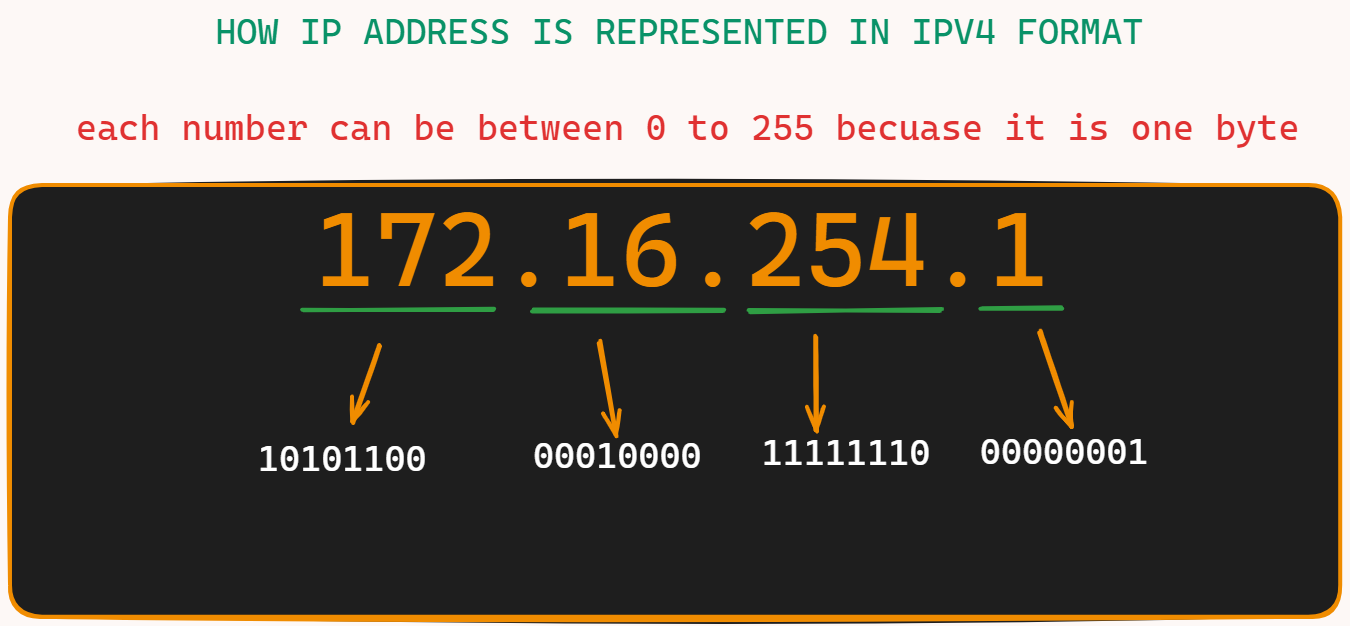 HOW IP ADDRESS IS REPRESENTED IN IPV4 FORMAT
each number can be between 0 to 255 becuase it is one byte
172.16.254.1
10101100 00010000 11111110 00000001